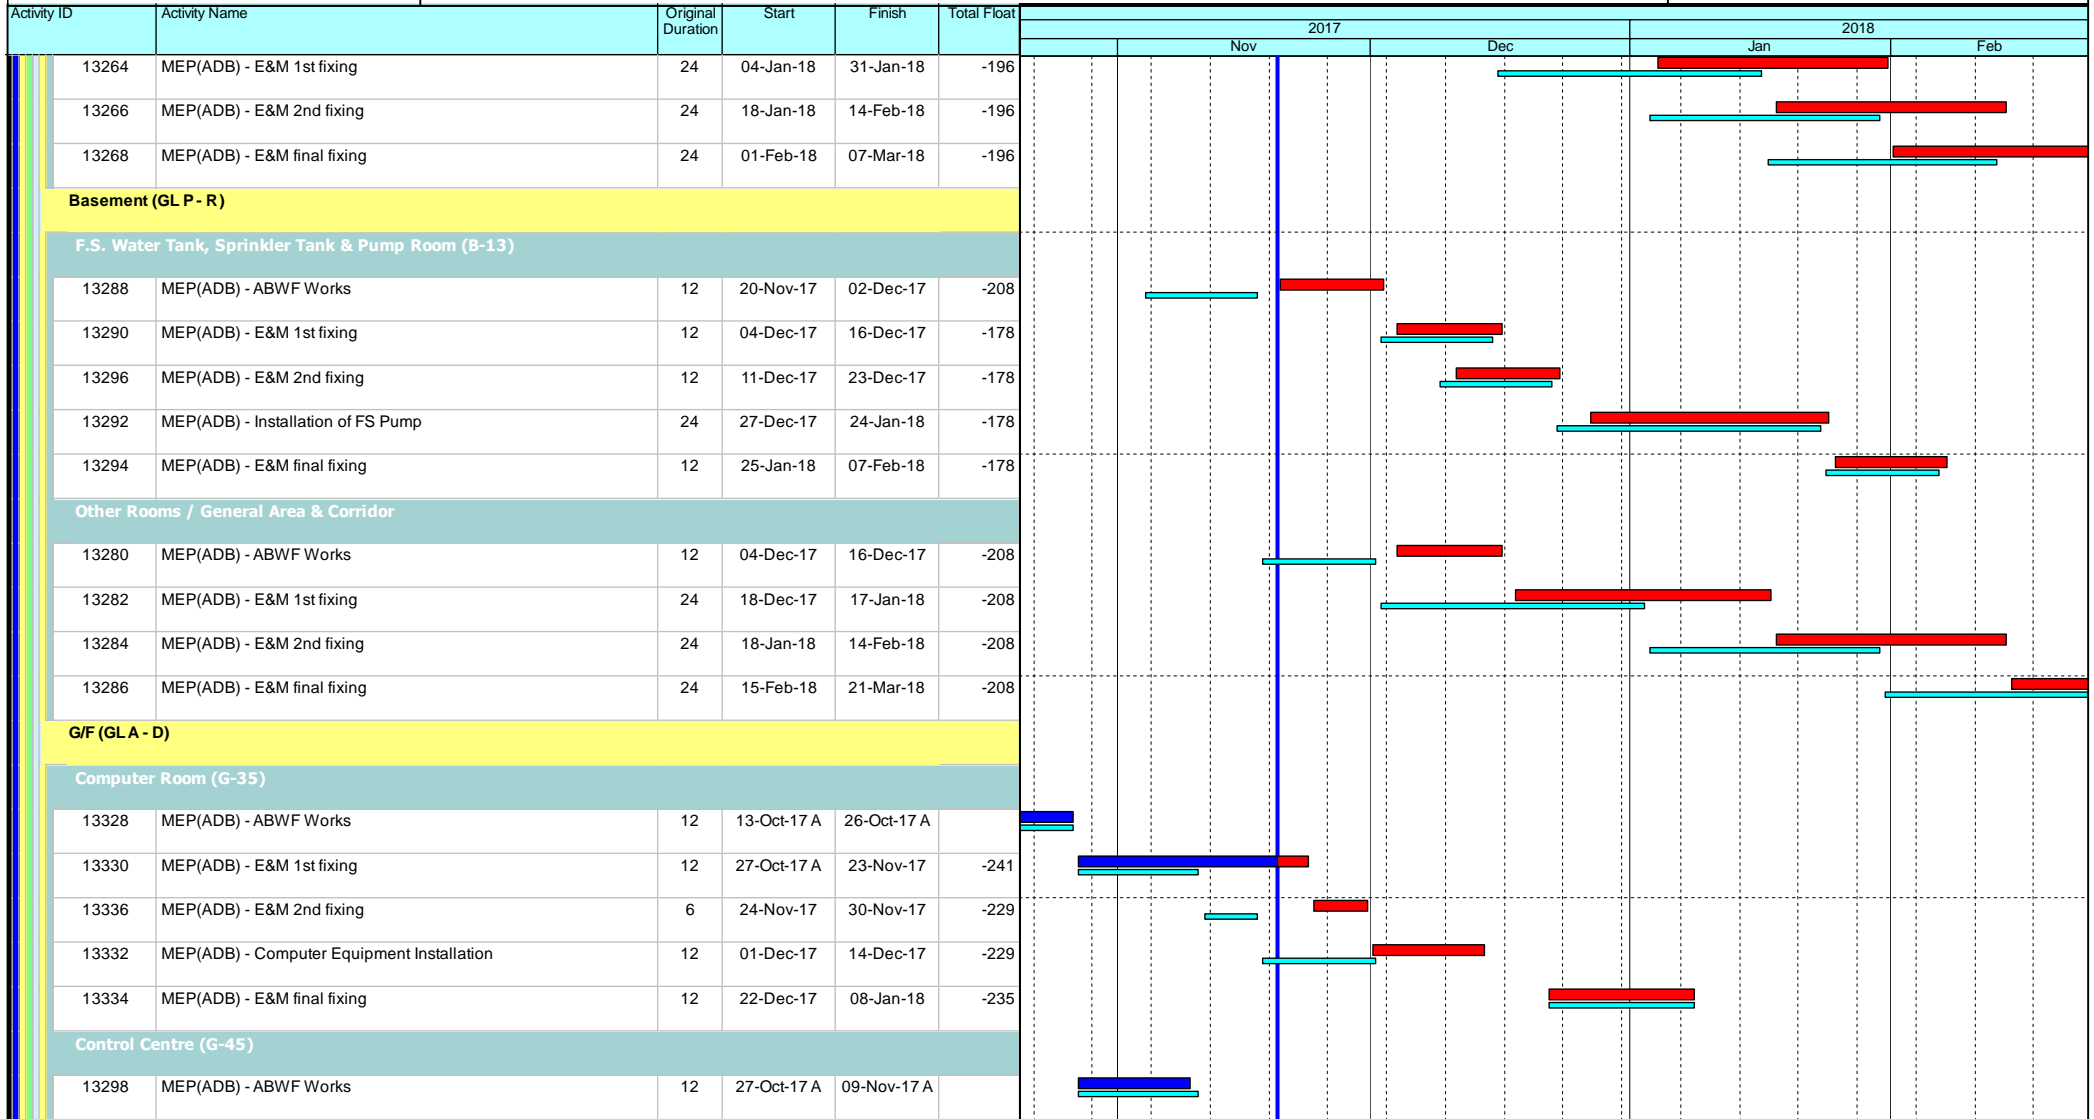 Activity ID Activity Name Original Duration Start Finish Total Float
2017 2018
Nov Dec Jan Feb
13264 MEP(ADB) - E&M 1st fixing 24 04-Jan-18 31-Jan-18 -196
13266 MEP(ADB) - E&M 2nd fixing 24 18-Jan-18 14-Feb-18 -196
13268 MEP(ADB) - E&M final fixing 24 01-Feb-18 07-Mar-18 -196
Basement (GL P - R)
F.S. Water Tank, Sprinkler Tank & Pump Room (B-13)
13288 MEP(ADB) - ABWF Works 12 20-Nov-17 02-Dec-17 -208
13290 MEP(ADB) - E&M 1st fixing 12 04-Dec-17 16-Dec-17 -178
13296 MEP(ADB) - E&M 2nd fixing 12 11-Dec-17 23-Dec-17 -178
13292 MEP(ADB) - Installation of FS Pump 24 27-Dec-17 24-Jan-18 -178
13294 MEP(ADB) - E&M final fixing 12 25-Jan-18 07-Feb-18 -178
Other Rooms / General Area & Corridor
13280 MEP(ADB) - ABWF Works 12 04-Dec-17 16-Dec-17 -208
13282 MEP(ADB) - E&M 1st fixing 24 18-Dec-17 17-Jan-18 -208
13284 MEP(ADB) - E&M 2nd fixing 24 18-Jan-18 14-Feb-18 -208
13286 MEP(ADB) - E&M final fixing 24 15-Feb-18 21-Mar-18 -208
G/F (GL A - D)
Computer Room (G-35)
13328 MEP(ADB) - ABWF Works 12 13-Oct-17 A 26-Oct-17 A
13330 MEP(ADB) - E&M 1st fixing 12 27-Oct-17 A 23-Nov-17 -241
13336 MEP(ADB) - E&M 2nd fixing 6 24-Nov-17 30-Nov-17 -229
13332 MEP(ADB) - Computer Equipment Installation 12 01-Dec-17 14-Dec-17 -229
13334 MEP(ADB) - E&M final fixing 12 22-Dec-17 08-Jan-18 -235
Control Centre (G-45)
13298 MEP(ADB) - ABWF Works 12 27-Oct-17 A 09-Nov-17 A